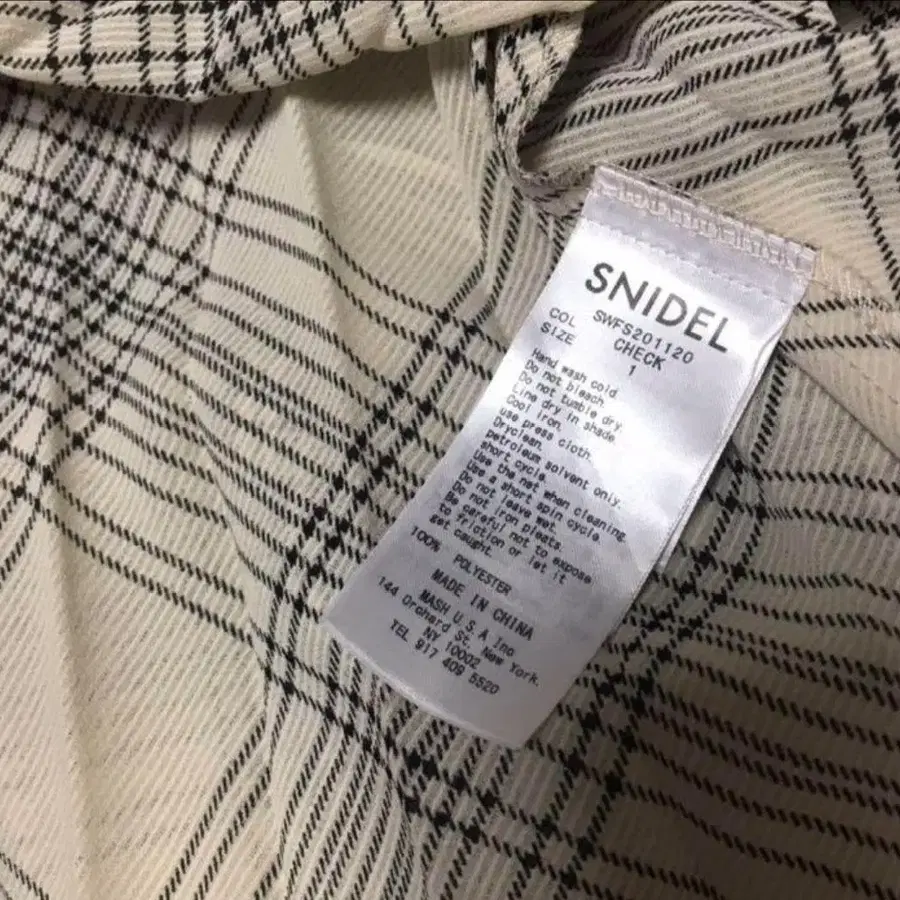 SNIDEL
SWFS201120
COL CHECK
SIZE 1
Hand wash cold.
Do not bleach.
Do not tumble dry.
Line dry in shade.
Cool iron.
use press cloth.
Dryclean.
petroleum solvent only.
short cycle.
Use the net when cleaning.
Use a short spin cycle.
Do not leave wet.
Do not iron pleats.
Be careful not to expose
to friction or let it
get caught.
100% POLYESTER
MADE IN CHINA
MASH U.S.A Inc.
144 Orchard St. New York.
NY 10002
TEL 917 409 5520